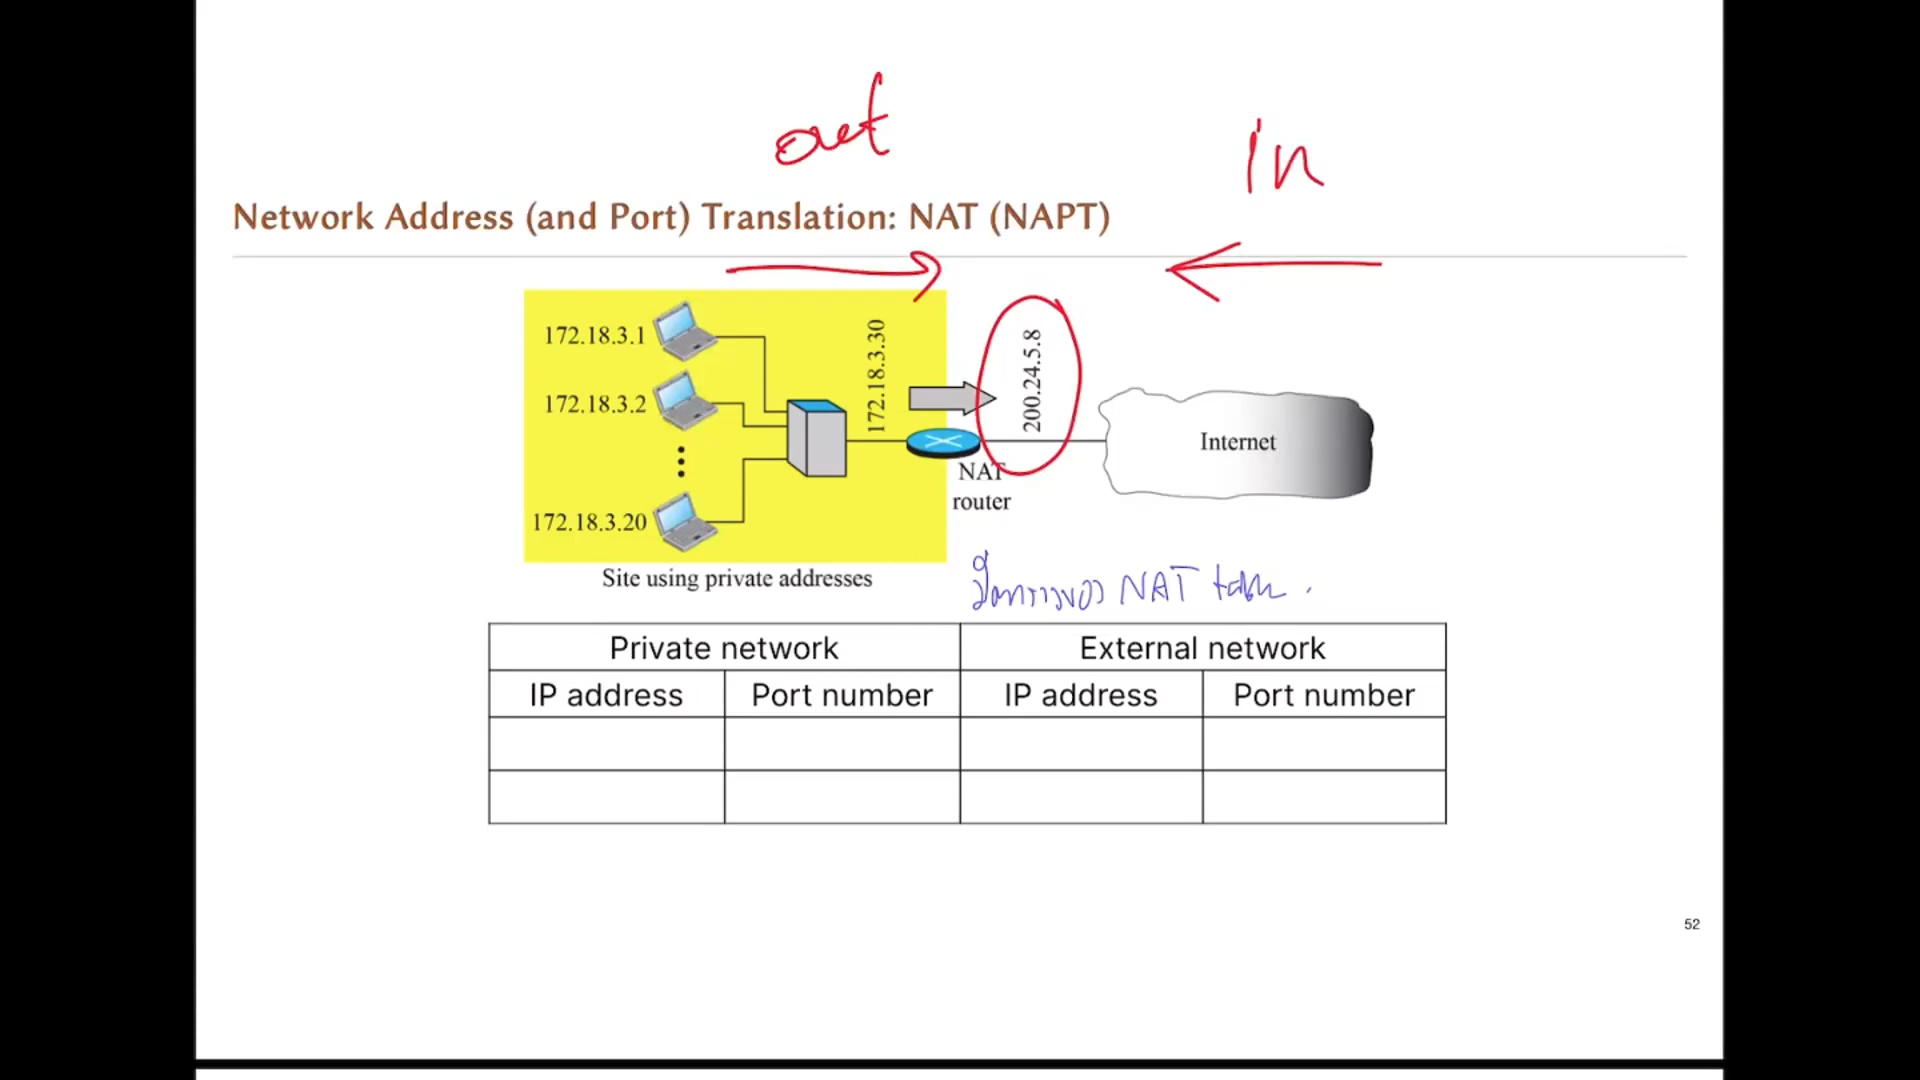 out
in
Network Address (and Port) Translation: NAT (NAPT)
172.18.3.1
172.18.3.2
172.18.3.20
172.18.3.30
200.24.5.8
Internet
NAT
router
Site using private addresses
NAT
Private network External network
IP address Port number IP address Port number
52